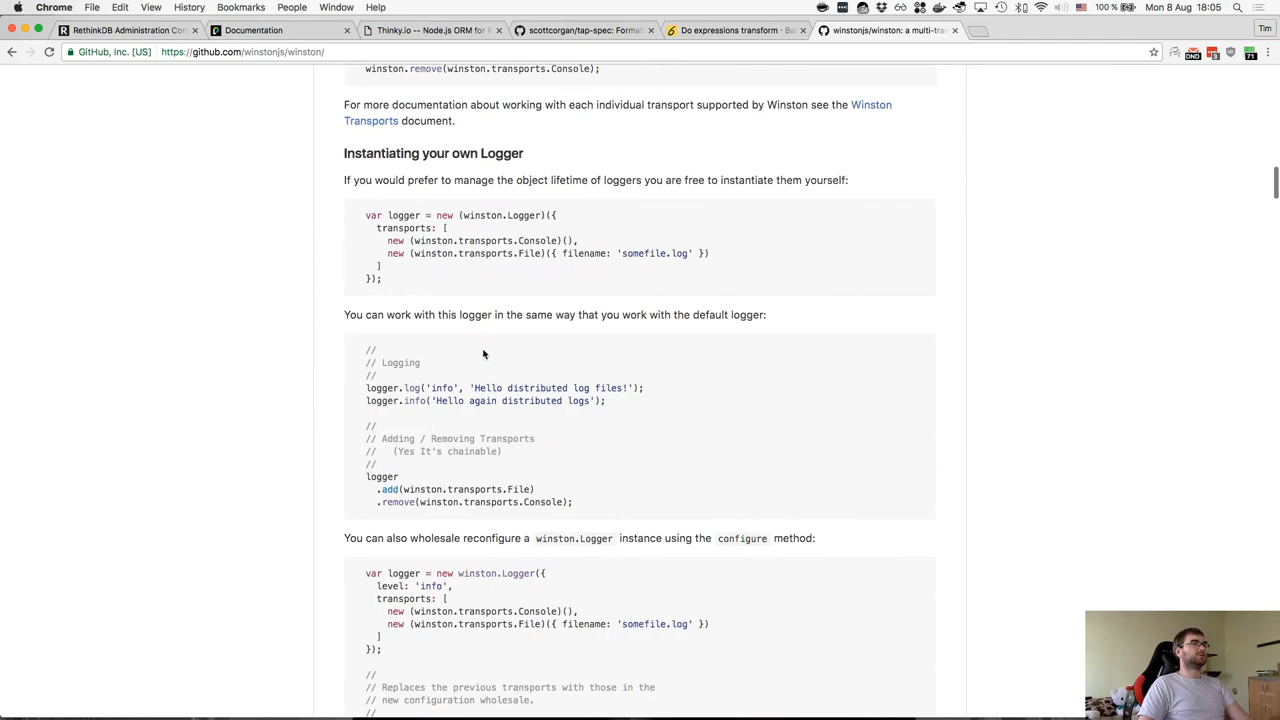 Chrome File Edit View History Bookmarks People Window Help
100 % Mon 8 Aug 18:05
RethinkDB Administration Con
Documentation
Thinky.io -- Node.js ORM for R
scottcorgan/tap-spec: Format
Do expressions transform · Ba
winstonjs/winston: a multi-tra
Tim
GitHub, Inc. [US] https://github.com/winstonjs/winston/
DND
3
71
winston.remove(winston.transports.Console);
For more documentation about working with each individual transport supported by Winston see the Winston
Transports document.
Instantiating your own Logger
If you would prefer to manage the object lifetime of loggers you are free to instantiate them yourself:
var logger = new (winston.Logger)({
transports: [
new (winston.transports.Console)(),
new (winston.transports.File)({ filename: 'somefile.log' })
]
});
You can work with this logger in the same way that you work with the default logger:
//
// Logging
//
logger.log('info', 'Hello distributed log files!');
logger.info('Hello again distributed logs');
//
// Adding / Removing Transports
// (Yes It's chainable)
//
logger
.add(winston.transports.File)
.remove(winston.transports.Console);
You can also wholesale reconfigure a winston.Logger instance using the configure method:
var logger = new winston.Logger({
level: 'info',
transports: [
new (winston.transports.Console)(),
new (winston.transports.File)({ filename: 'somefile.log' })
]
});
//
// Replaces the previous transports with those in the
// new configuration wholesale.
//